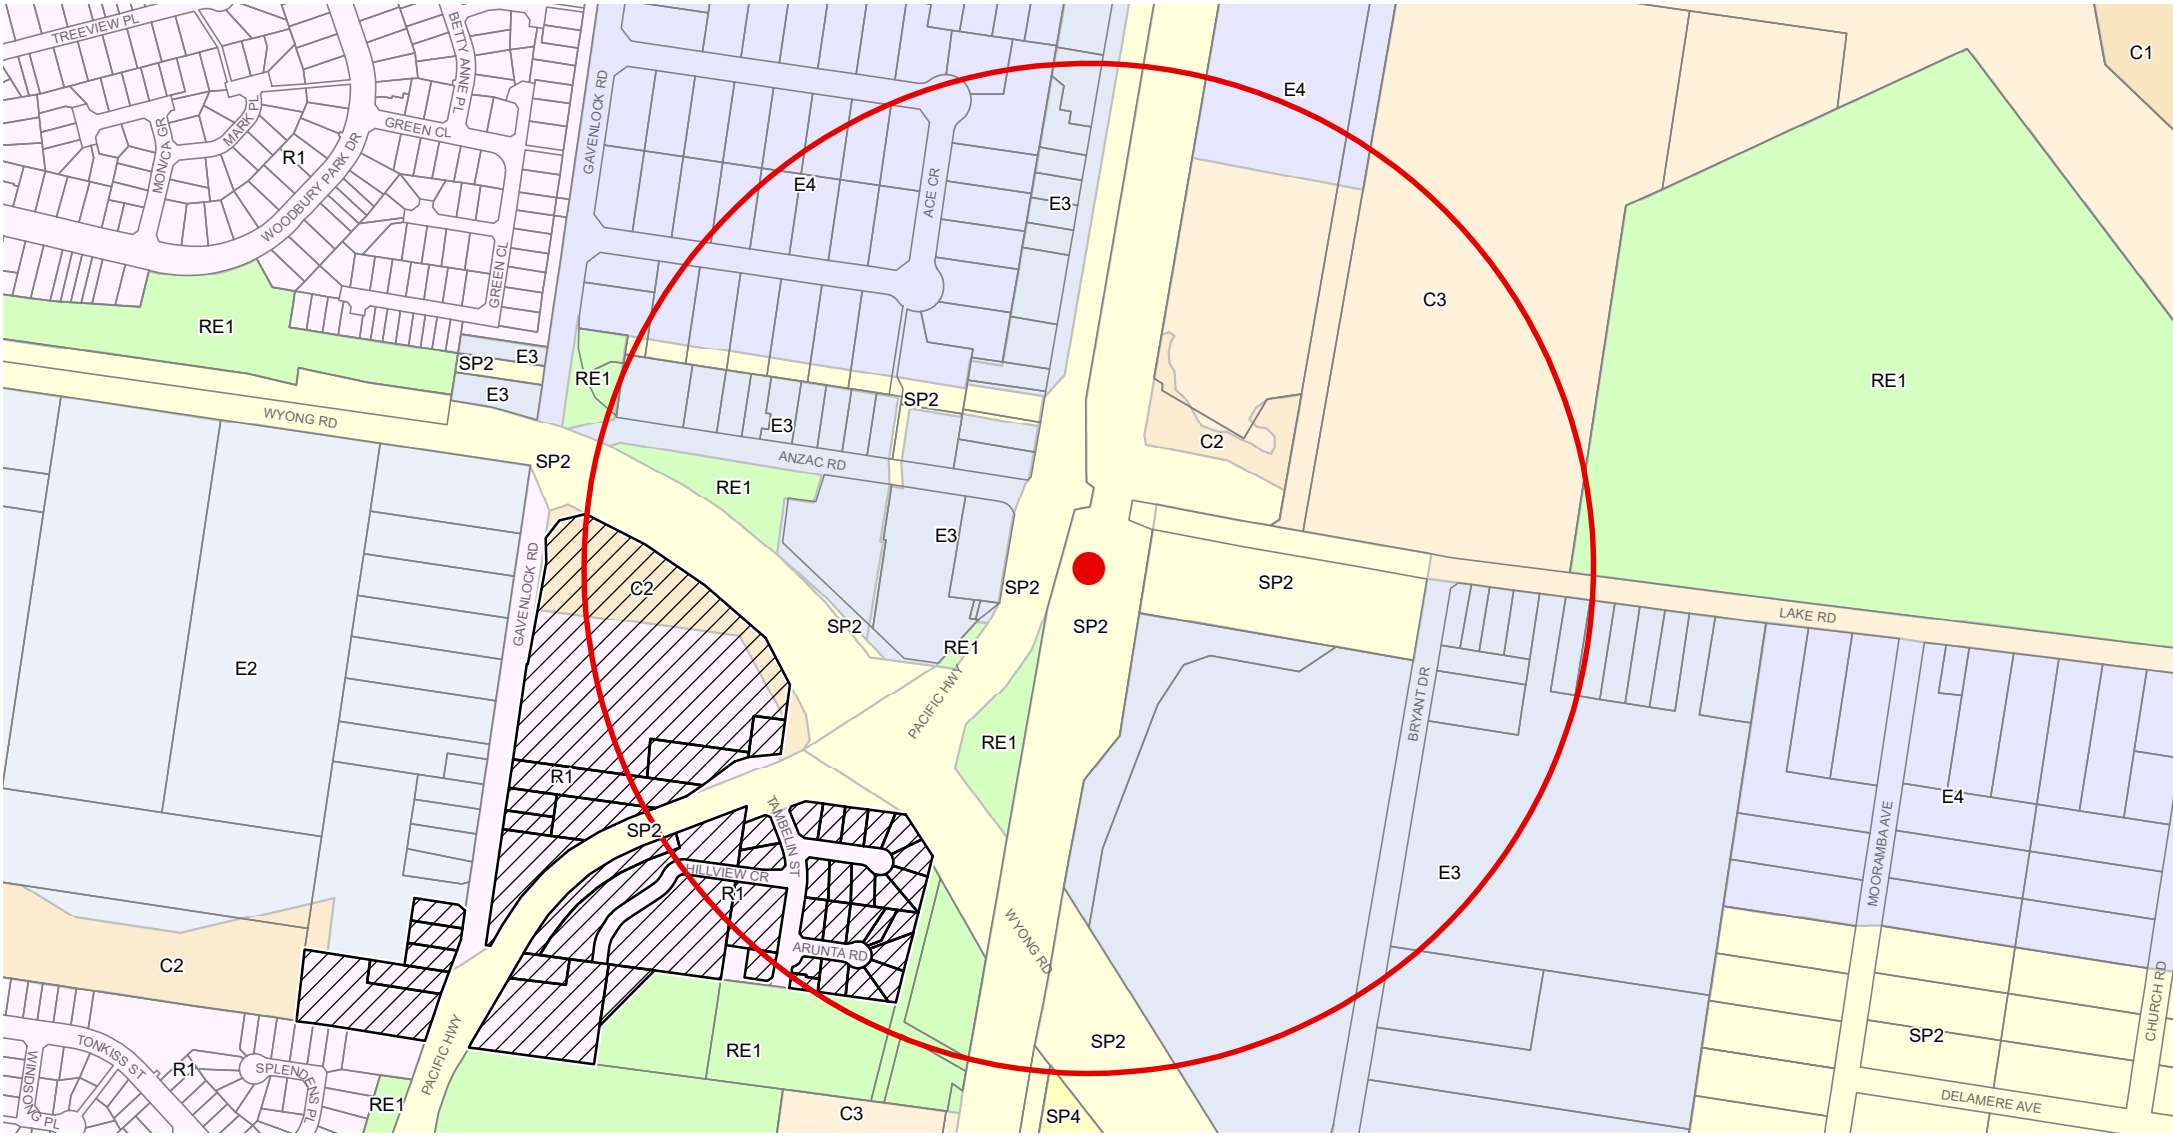 TREEVIEW PL
BETTY ANNE PL
C1
E4
GAVENLOCK RD
MARK PL
GREEN CL
MONICA GR
R1
WOODBURY PARK DR
E4
ACE CR
E3
GREEN CL
C3
RE1
SP2
E3
E3
RE1
RE1
SP2
WYONG RD
E3
C2
SP2
ANZAC RD
RE1
E3
GAVENLOCK RD
C2
SP2
SP2
SP2
SP2
LAKE RD
E2
RE1
PACIFIC HWY
BRYANT DR
RE1
R1
E4
SP2
TAMBELIN ST
MOORAMBA AVE
HILLVIEW CR
R1
E3
WYONG RD
ARUNTA RD
C2
CHURCH RD
PACIFIC HWY
SP2
SP2
RE1
TONKISS ST
WINDSONG PL
R1
SPLENDENS PL
RE1
C3
SP4
DELAMERE AVE